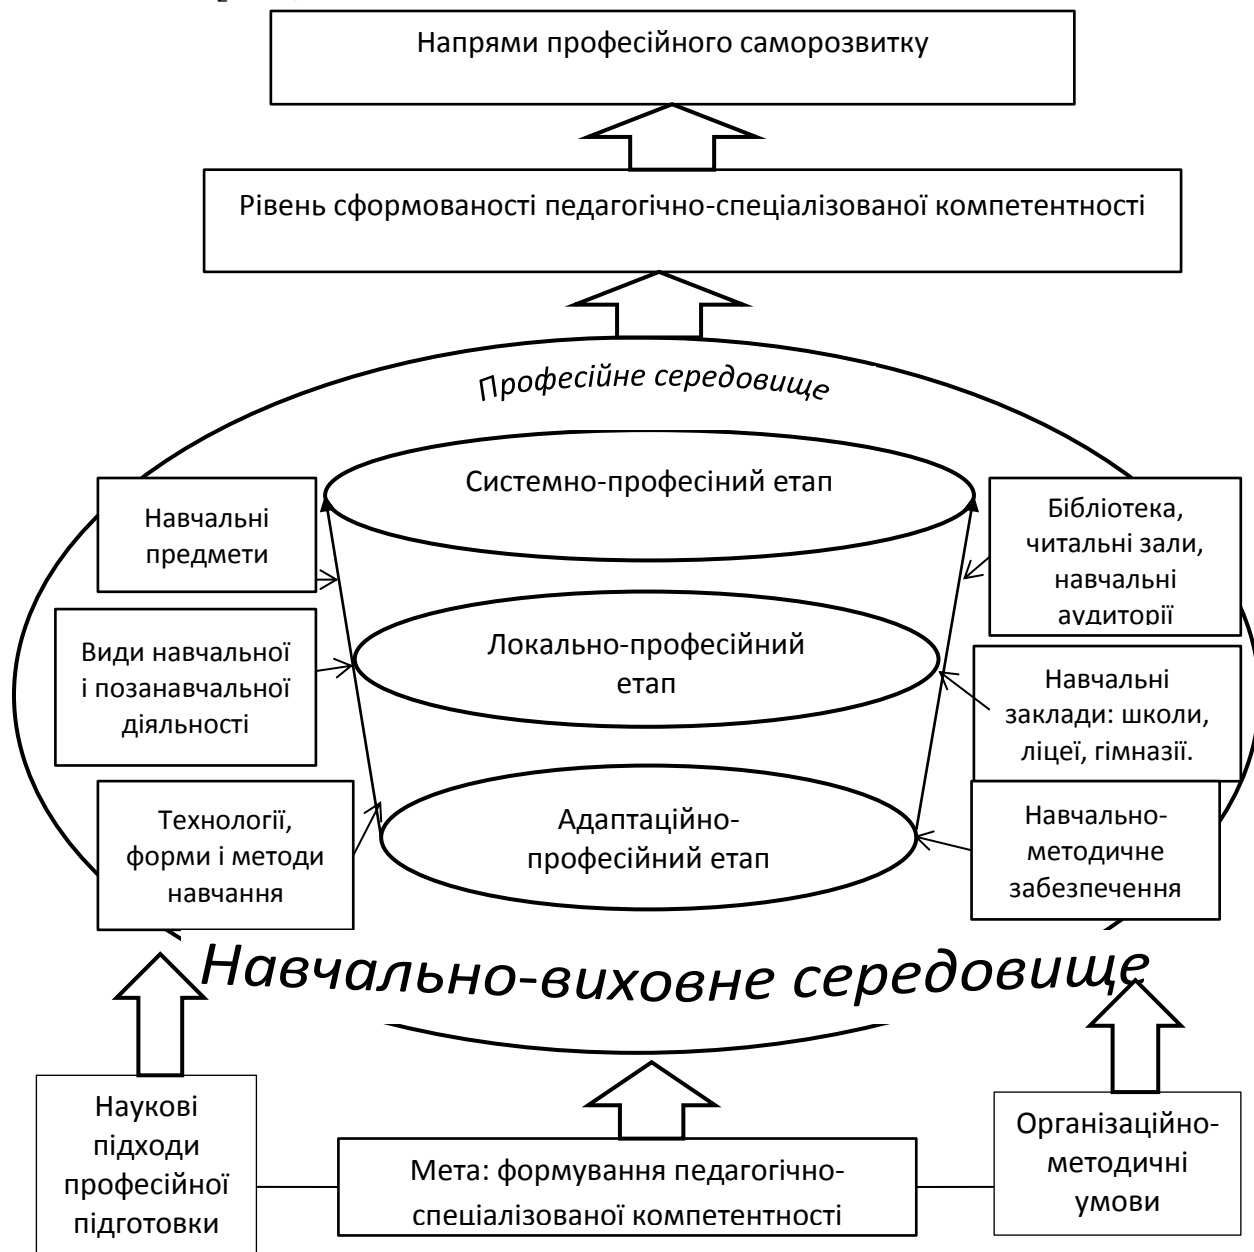 Напрями професійного саморозвитку
Рівень сформованості педагогічно-спеціалізованої компетентності
Професійне середовище
Системно-професіний етап
Навчальні
предмети
Бібліотека,
читальні зали,
навчальні
аудиторії
Локально-професійний
етап
Види навчальної
і позанавчальної
діяльності
Навчальні
заклади: школи,
ліцеї, гімназії.
Адаптаційно-
професійний етап
Технології,
форми і методи
навчання
Навчально-
методичне
забезпечення
Навчально-виховне середовище
Наукові
підходи
професійної
підготовки
Мета: формування педагогічно-
спеціалізованої компетентності
Організаційно-
методичні
умови